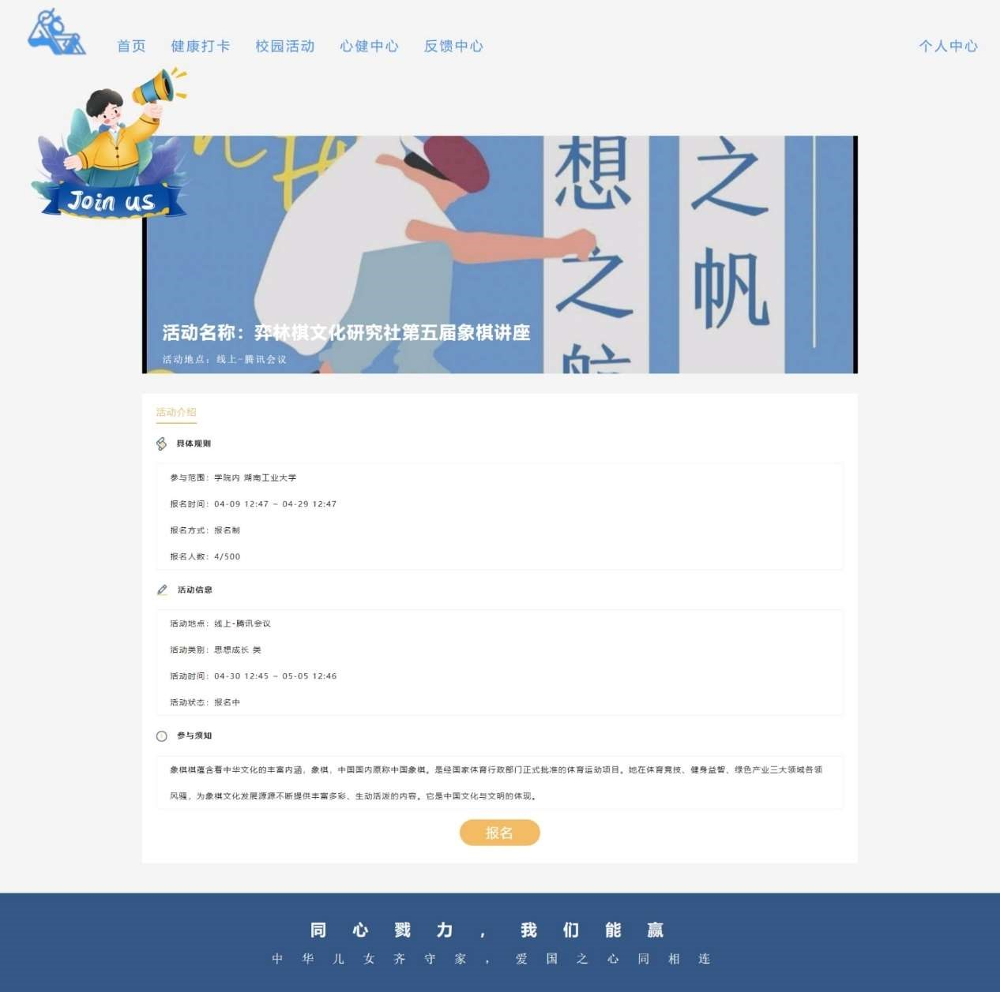 首页 健康打卡 校园活动 心健中心 反馈中心 个人中心
Join us
想之航
之帆
活动名称：弈林棋文化研究社第五届象棋讲座
活动地点：线上-腾讯会议
活动介绍
具体规则
参与范围：学院内 湖南工业大学
报名时间：04-09 12:47 ~ 04-29 12:47
报名方式：报名制
报名人数：4/500
活动信息
活动地点：线上-腾讯会议
活动类别：思想成长 类
活动时间：04-30 12:45 ~ 05-05 12:46
活动状态：报名中
参与须知
象棋棋蕴含着中华文化的丰富内涵，象棋，中国国内原称中国象棋。是经国家体育行政部门正式批准的体育运动项目。她在体育竞技、健身益智、绿色产业三大领域各领
风骚，为象棋文化发展源源不断提供丰富多彩、生动活泼的内容。它是中国文化与文明的体现。
报名
同心戮力，我们能赢
中华儿女齐守家，爱国之心同相连